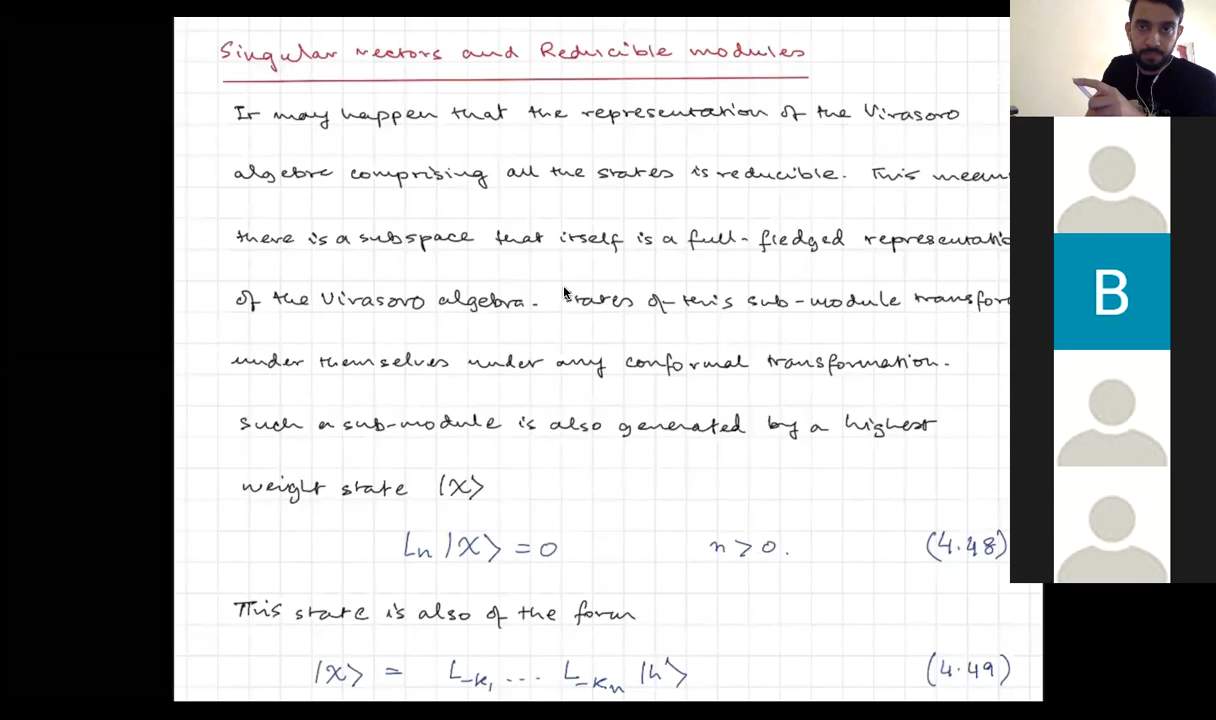 Singular vectors and Reducible modules
It may happen that the representation of the Virasoro
algebra comprising all the states is reducible. This mean
there is a subspace that itself is a full-fledged representatio
of the Virasoro algebra. States of this sub-module transfor
under themselves under any conformal transformation.
Such a sub-module is also generated by a highest
weight state |χ⟩
Ln |χ⟩ = 0 n > 0. (4.48)
This state is also of the form
|χ⟩ = L_{-k_1} ... L_{-k_n} |h⟩ (4.49)
B